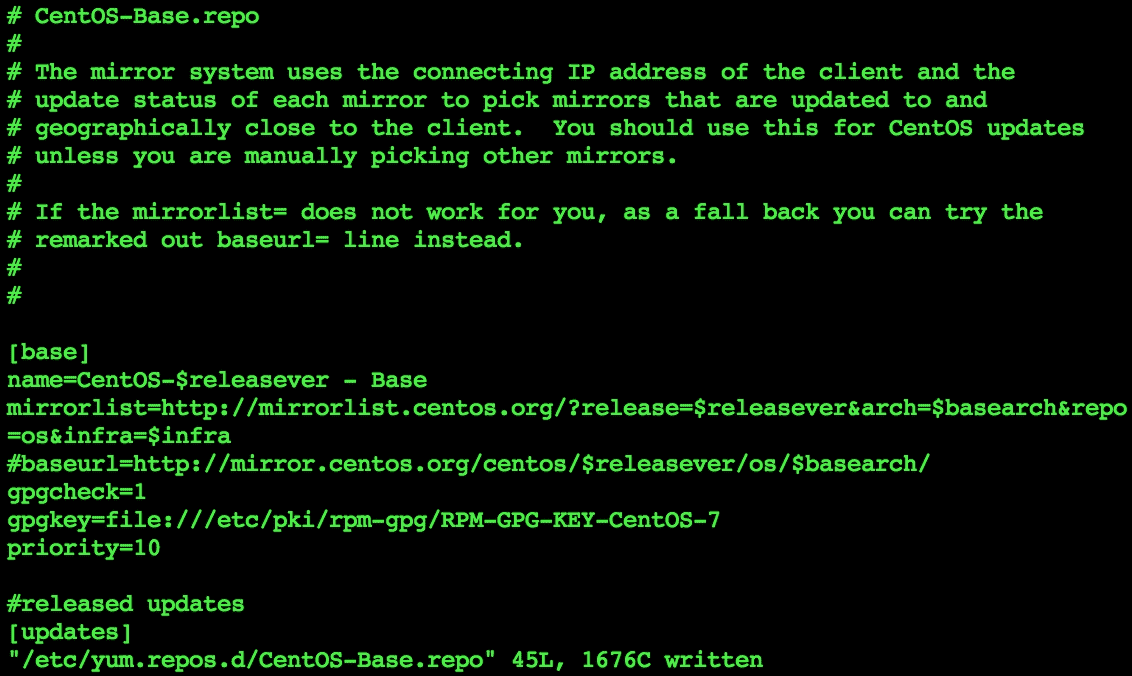 # CentOS-Base.repo
#
# The mirror system uses the connecting IP address of the client and the
# update status of each mirror to pick mirrors that are updated to and
# geographically close to the client.  You should use this for CentOS updates
# unless you are manually picking other mirrors.
#
# If the mirrorlist= does not work for you, as a fall back you can try the
# remarked out baseurl= line instead.
#
#

[base]
name=CentOS-$releasever - Base
mirrorlist=http://mirrorlist.centos.org/?release=$releasever&arch=$basearch&repo
=os&infra=$infra
#baseurl=http://mirror.centos.org/centos/$releasever/os/$basearch/
gpgcheck=1
gpgkey=file:///etc/pki/rpm-gpg/RPM-GPG-KEY-CentOS-7
priority=10

#released updates
[updates]
"/etc/yum.repos.d/CentOS-Base.repo" 45L, 1676C written